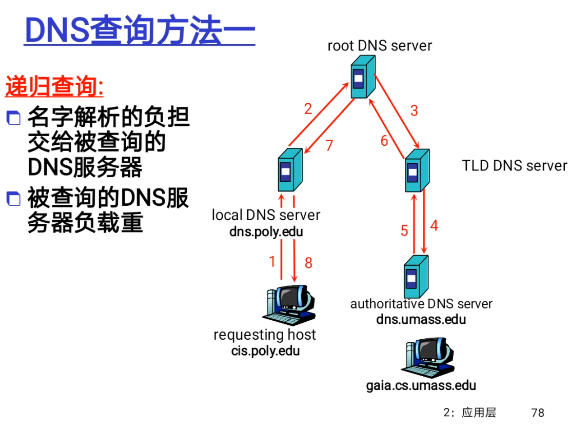 DNS查询方法一
递归查询:
名字解析的负担
交给被查询的
DNS服务器
被查询的DNS服
务器负载重
root DNS server
2
3
7
6
TLD DNS server
local DNS server
dns.poly.edu
5
4
1
8
authoritative DNS server
dns.umass.edu
requesting host
cis.poly.edu
gaia.cs.umass.edu
2：应用层 78